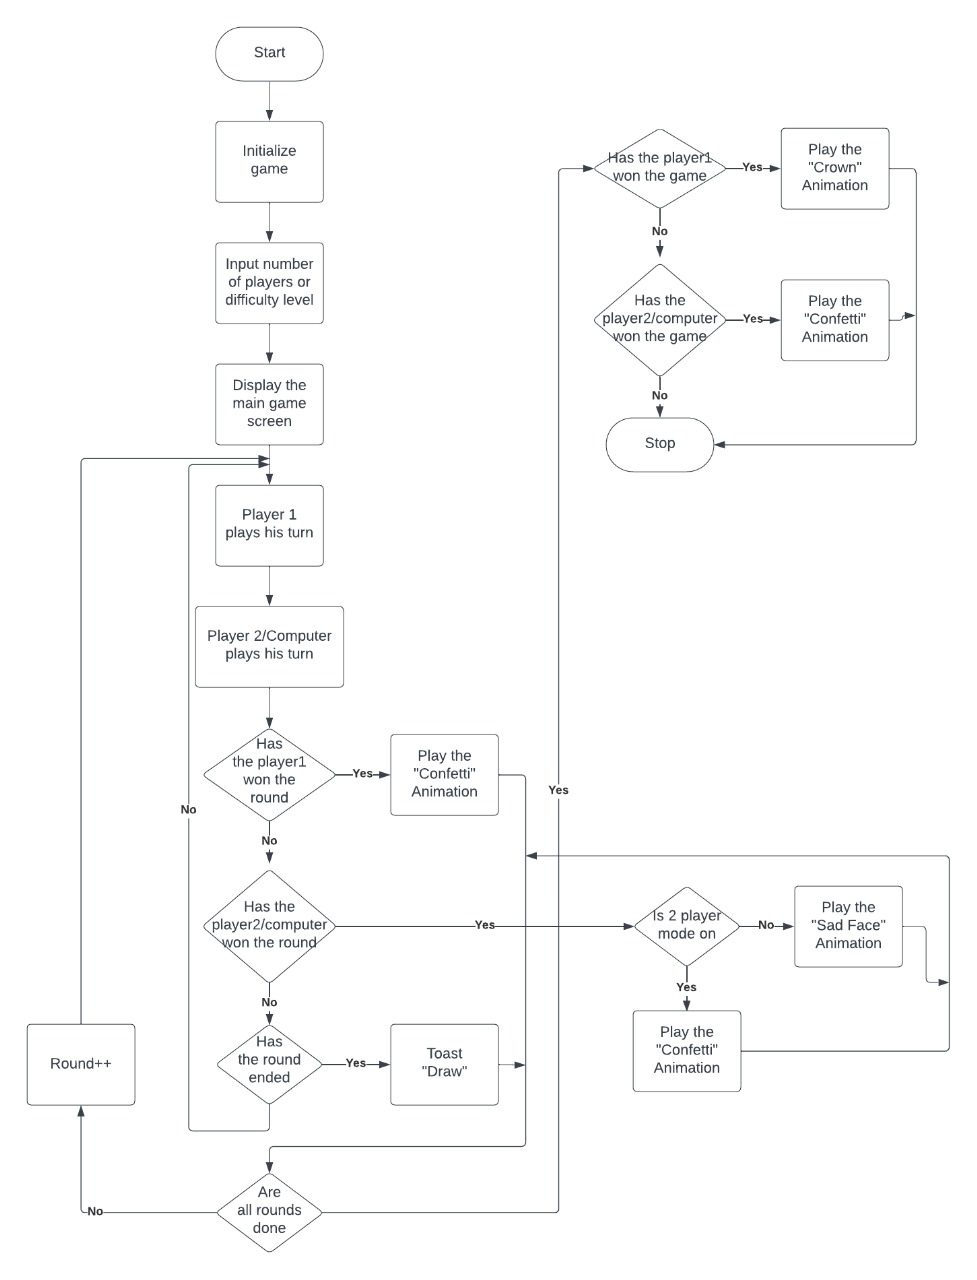 Start
Initialize
game
Input number
of players or
difficulty level
Display the
main game
screen
Player 1
plays his turn
Player 2/Computer
plays his turn
Has
the player1
won the
round
Yes
Play the
"Confetti"
Animation
No
No
Has the
player2/computer
won the round
Yes
Is 2 player
mode on
No
Play the
"Sad Face"
Animation
Yes
Play the
"Confetti"
Animation
No
Has
the round
ended
Yes
Toast
"Draw"
Round++
Are
all rounds
done
No
Yes
Has the player1
won the game
Yes
Play the
"Crown"
Animation
No
Has the
player2/computer
won the game
Yes
Play the
"Confetti"
Animation
No
Stop